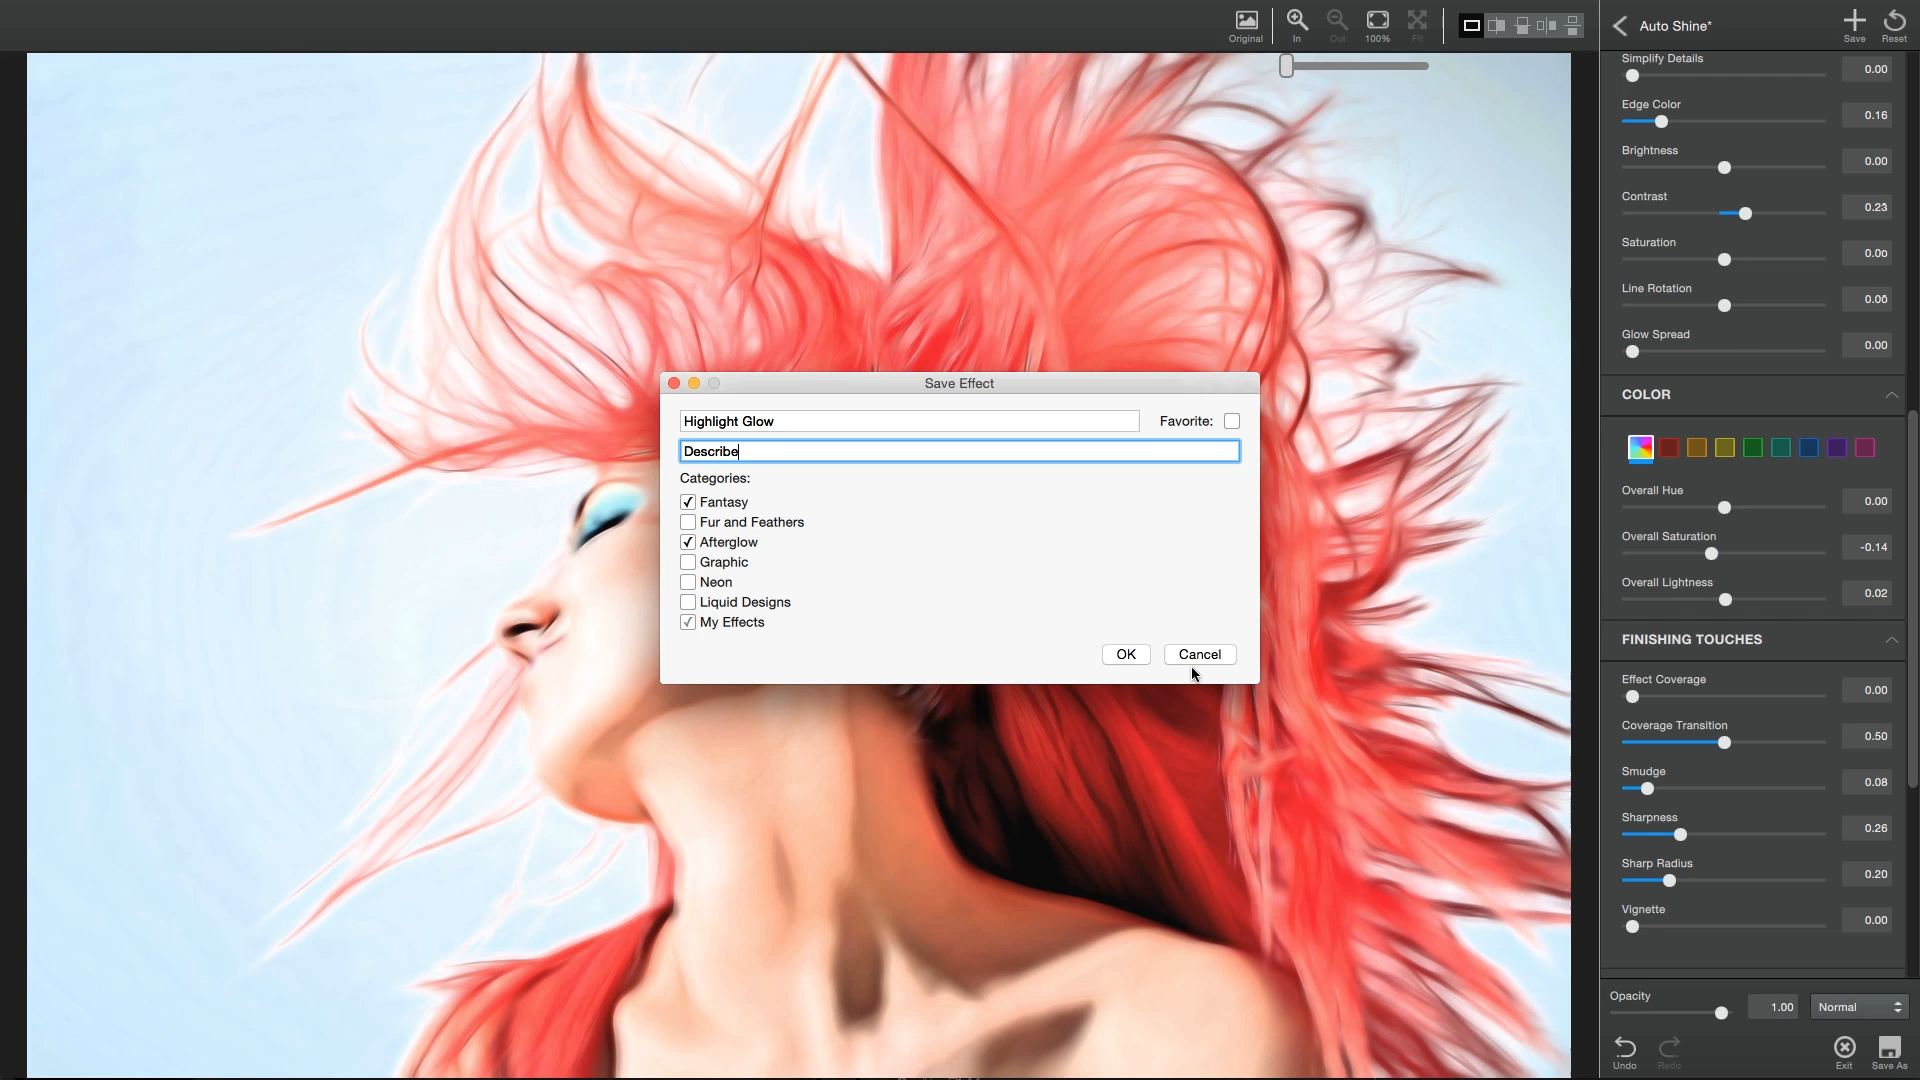 Original
In
Out
100%
Fit
Auto Shine*
Save
Reset
Simplify Details
0.00
Edge Color
0.16
Brightness
0.00
Contrast
0.23
Saturation
0.00
Line Rotation
0.00
Glow Spread
0.00
COLOR
Overall Hue
0.00
Overall Saturation
-0.14
Overall Lightness
0.02
FINISHING TOUCHES
Effect Coverage
0.00
Coverage Transition
0.50
Smudge
0.08
Sharpness
0.26
Sharp Radius
0.20
Vignette
0.00
Opacity
1.00
Normal
Undo
Redo
Exit
Save As
Save Effect
Highlight Glow
Favorite:
Describe
Categories:
Fantasy
Fur and Feathers
Afterglow
Graphic
Neon
Liquid Designs
My Effects
OK
Cancel